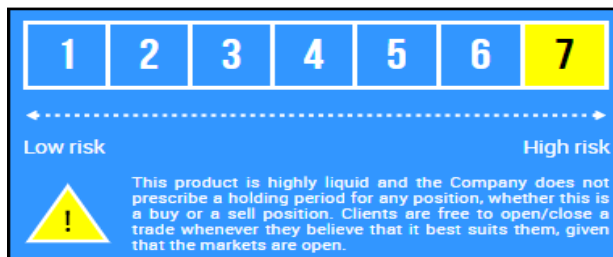 1 2 3 4 5 6 7
Low risk High risk
This product is highly liquid and the Company does not
prescribe a holding period for any position, whether this is
a buy or a sell position. Clients are free to open/close a
trade whenever they believe that it best suits them, given
that the markets are open.
!